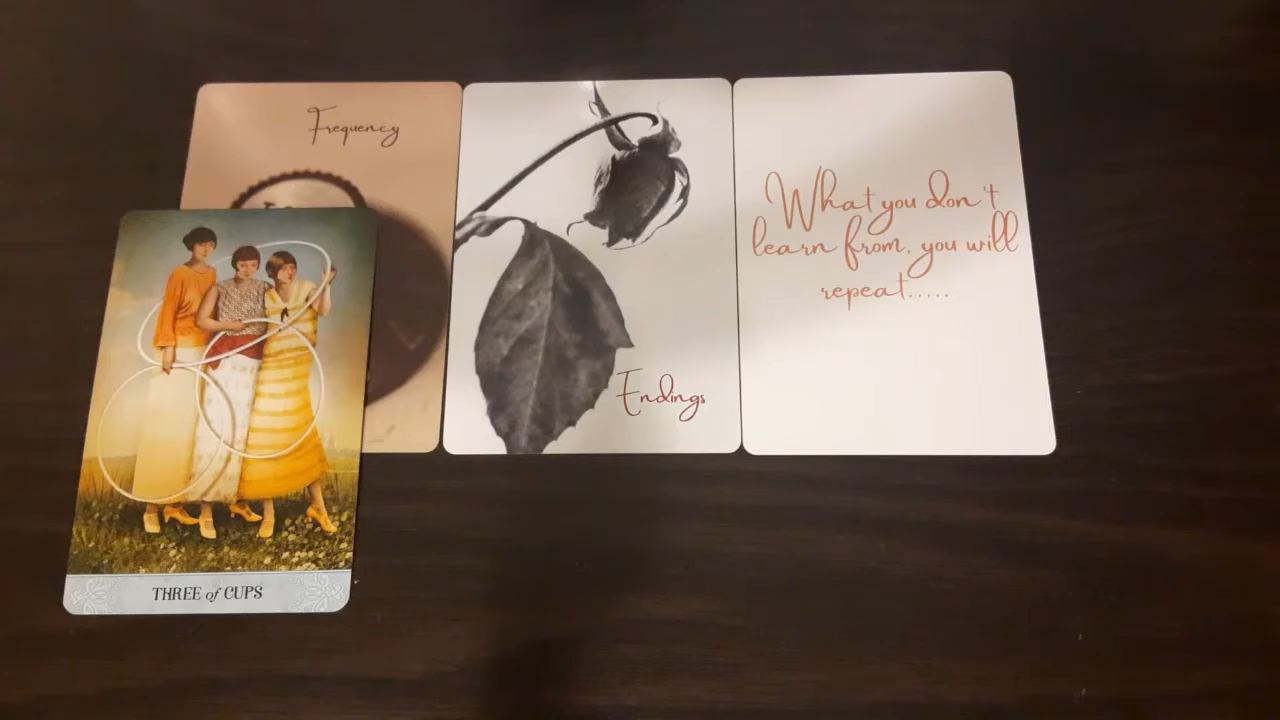 Frequency
Endings
What you don't
learn from, you will
repeat.....
THREE of CUPS